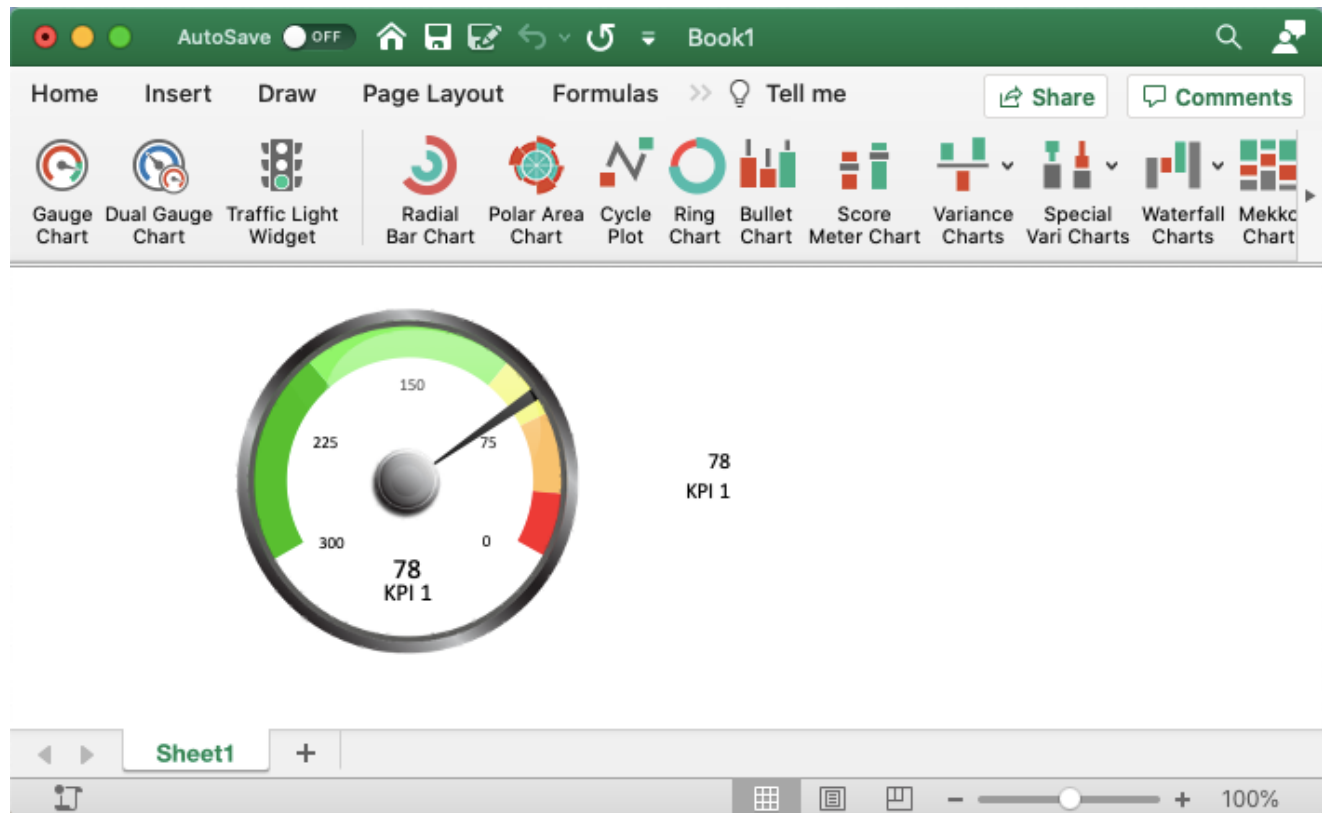 AutoSave OFF Book1
Home Insert Draw Page Layout Formulas Tell me Share Comments
Gauge Chart
Dual Gauge Chart
Traffic Light Widget
Radial Bar Chart
Polar Area Chart
Cycle Plot
Ring Chart
Bullet Chart
Score Meter Chart
Variance Charts
Special Vari Charts
Waterfall Charts
Mekko Chart
150
225
75
300
0
78
KPI 1
78
KPI 1
Sheet1
100%